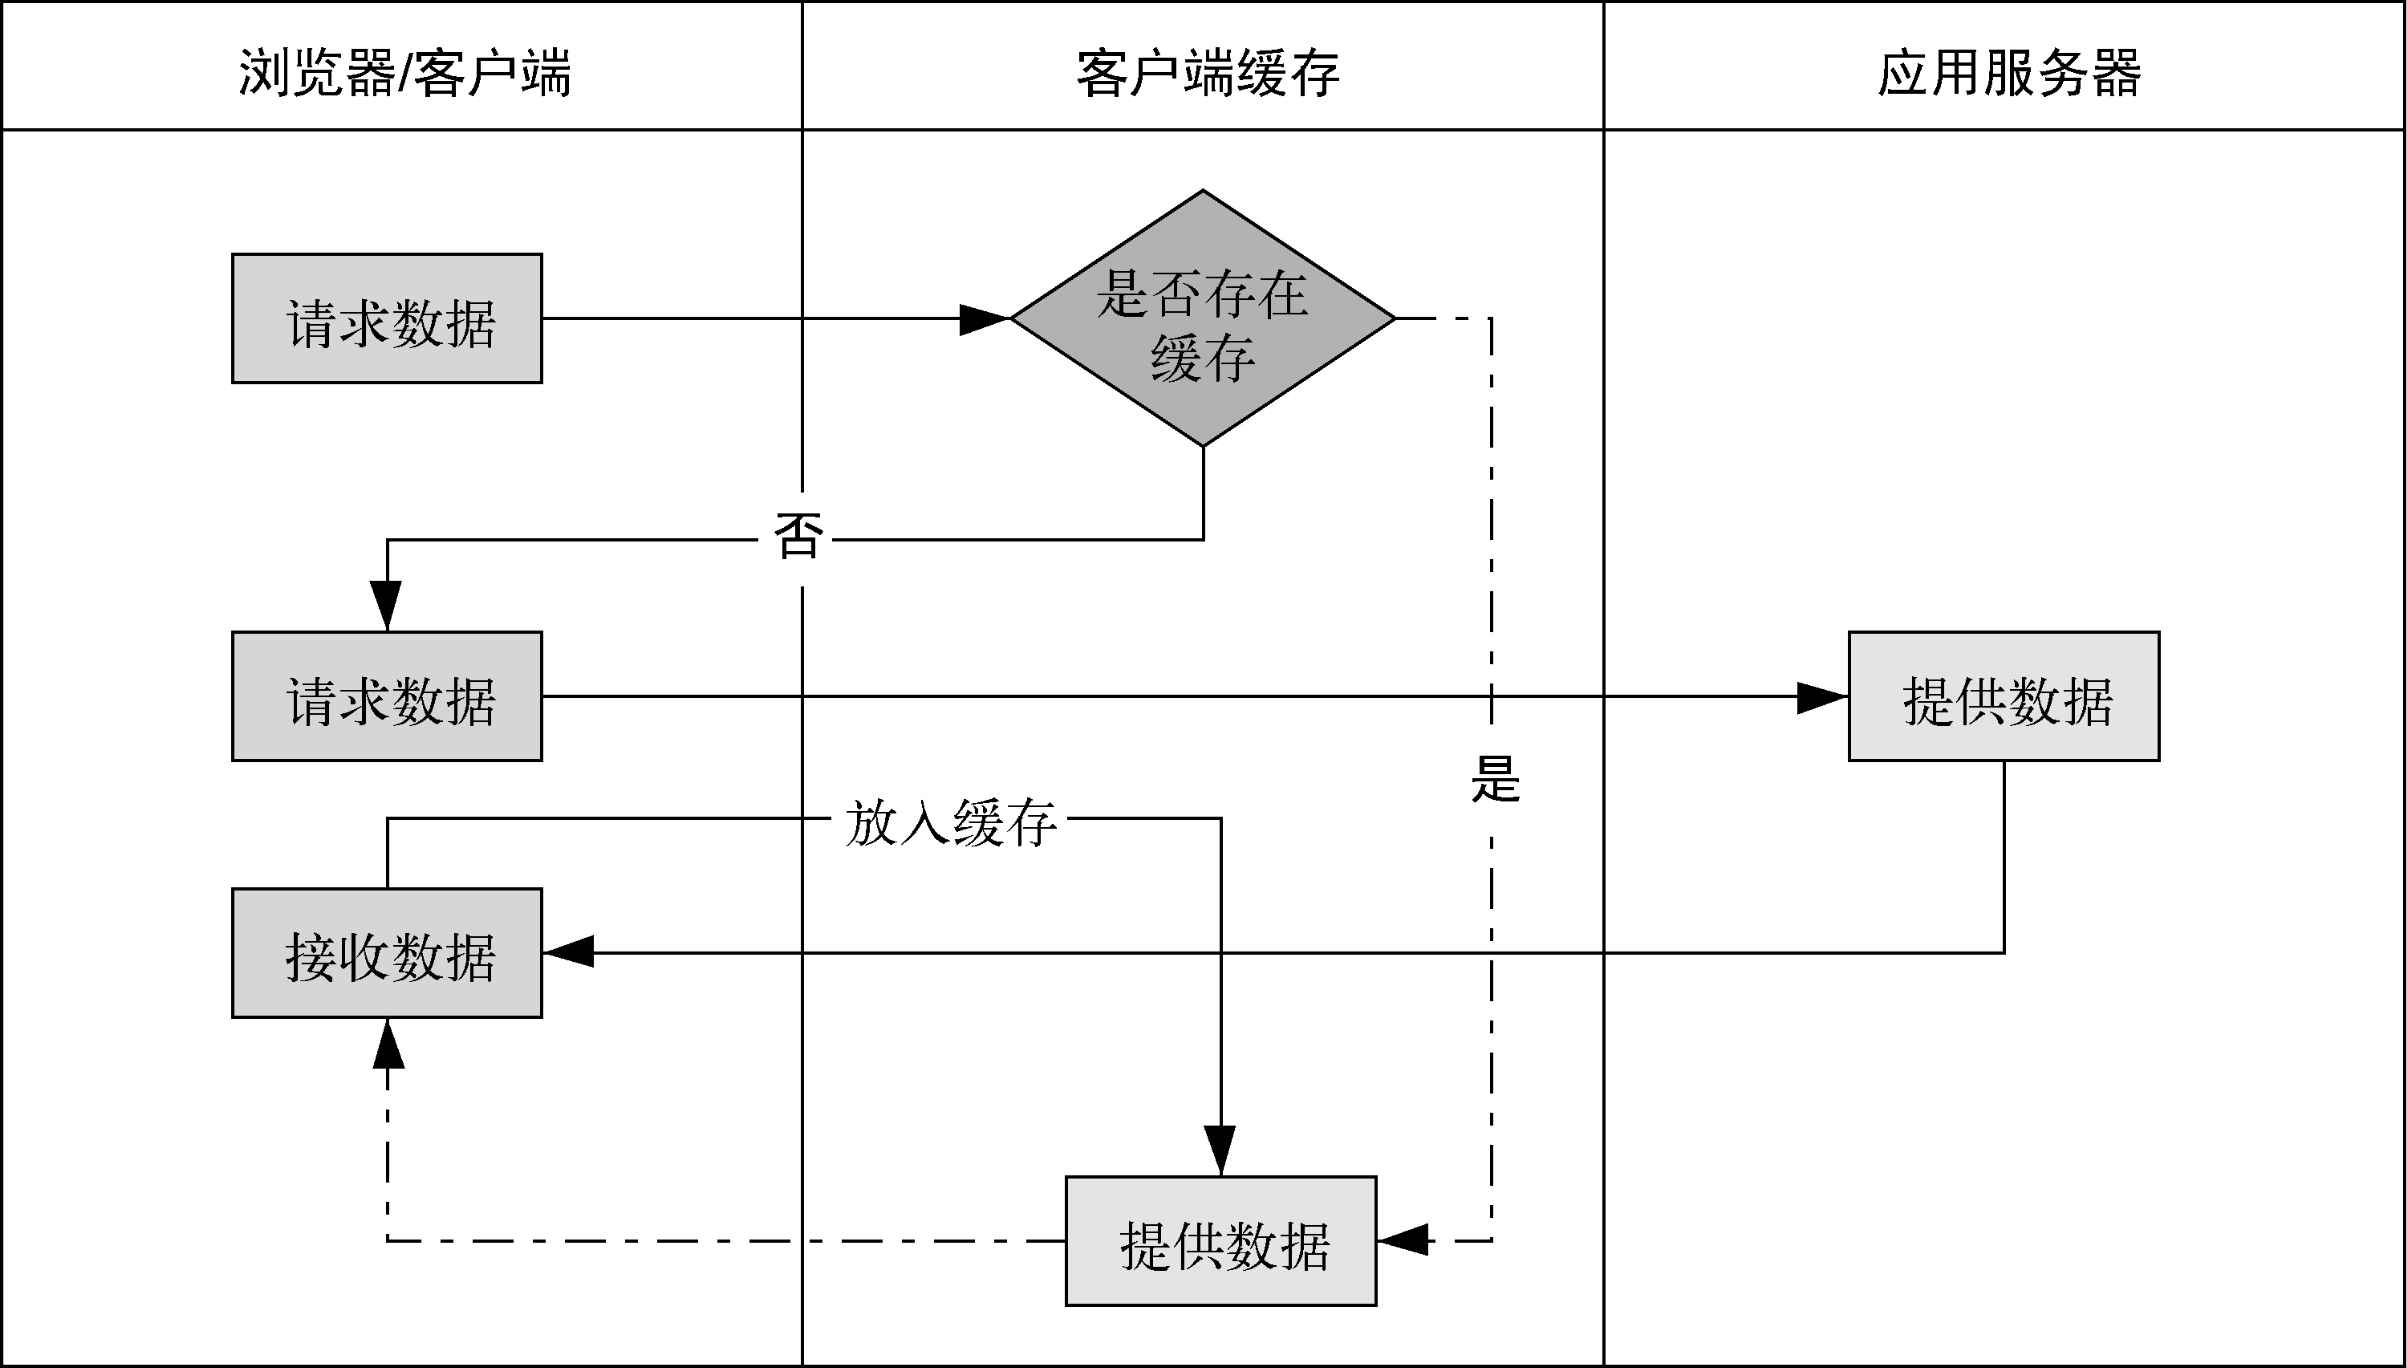 浏览器/客户端
客户端缓存
应用服务器
请求数据
是否存在
缓存
否
请求数据
提供数据
是
放入缓存
接收数据
提供数据